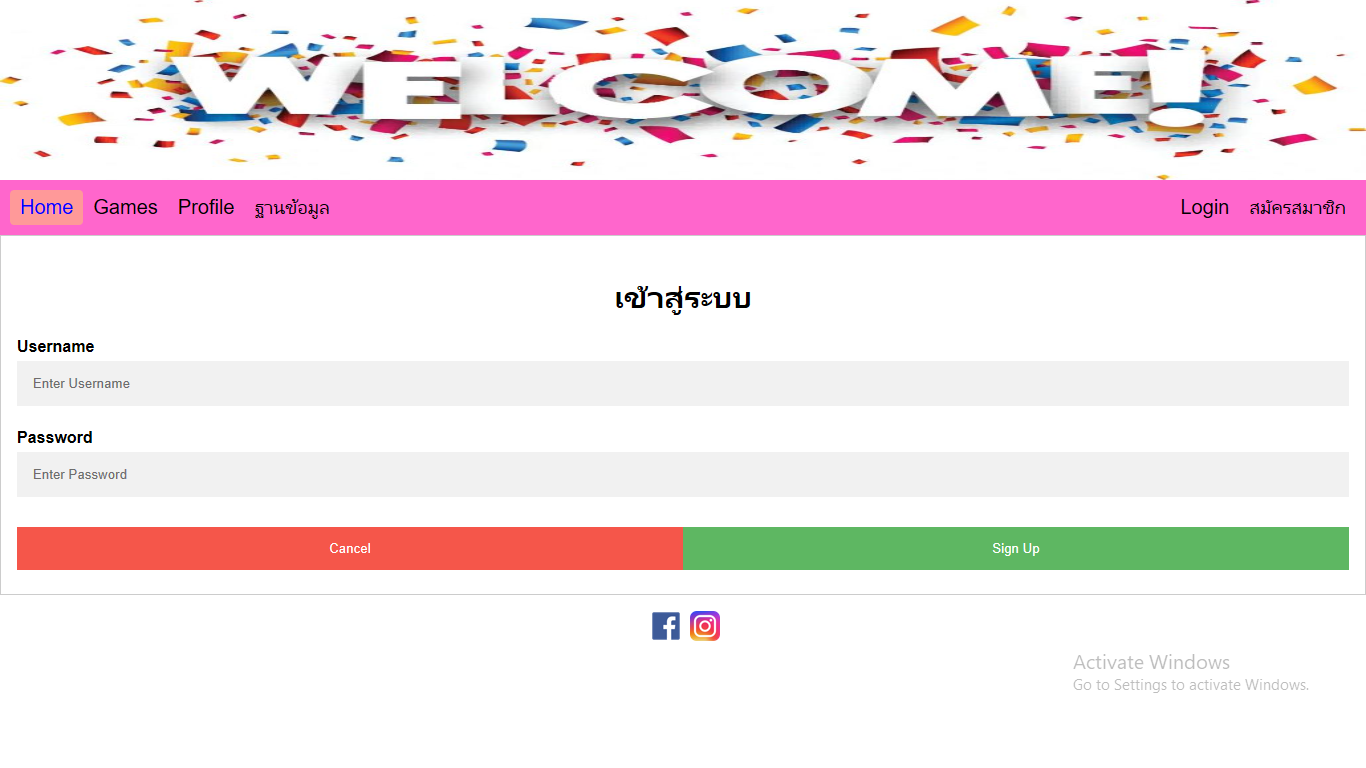 WELCOME!
Home Games Profile ฐานข้อมูล Login สมัครสมาชิก
เข้าสู่ระบบ
Username
Enter Username
Password
Enter Password
Cancel Sign Up
Activate Windows
Go to Settings to activate Windows.